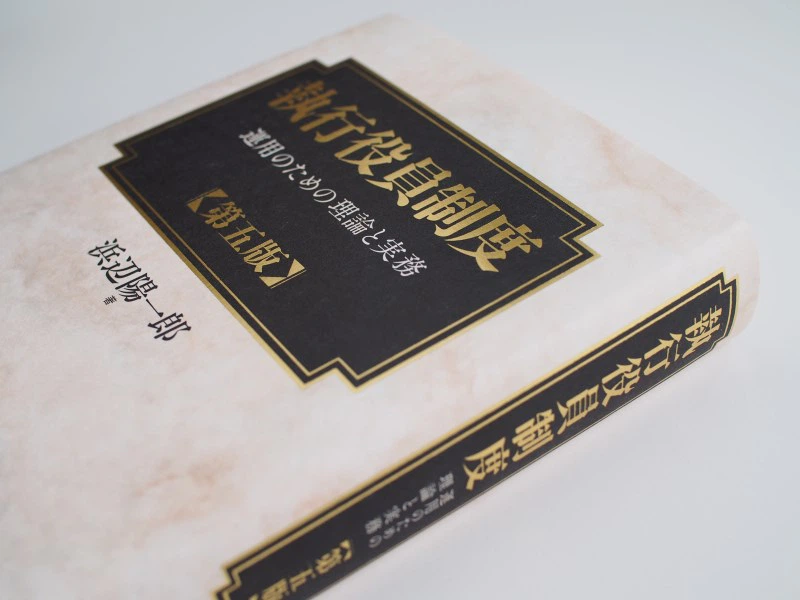 執行役員制度
運用のための理論と実務
【第五版】
浜辺陽一郎 著
執行役員制度
運用のための
理論と実務
【第五版】